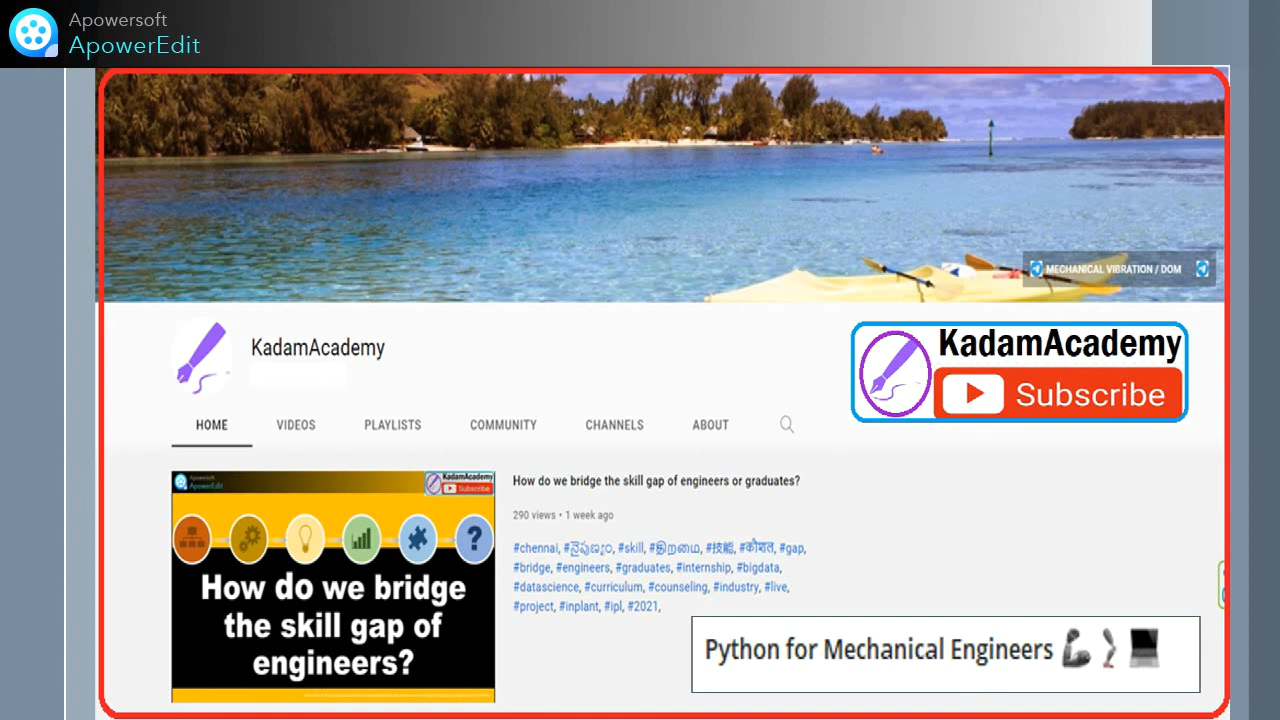 Apowersoft
ApowerEdit
MECHANICAL VIBRATION / DOM
KadamAcademy
KadamAcademy
Subscribe
HOME VIDEOS PLAYLISTS COMMUNITY CHANNELS ABOUT
Apowersoft
ApowerEdit
KadamAcademy
Subscribe
How do we bridge
the skill gap of
engineers?
How do we bridge the skill gap of engineers or graduates?
290 views • 1 week ago
#chennai, #నైపుణ్యం, #skill, #திறமை, #技能, #कौशल, #gap,
#bridge, #engineers, #graduates, #internship, #bigdata,
#datascience, #curriculum, #counseling, #industry, #live,
#project, #inplant, #ipl, #2021,
Python for Mechanical Engineers